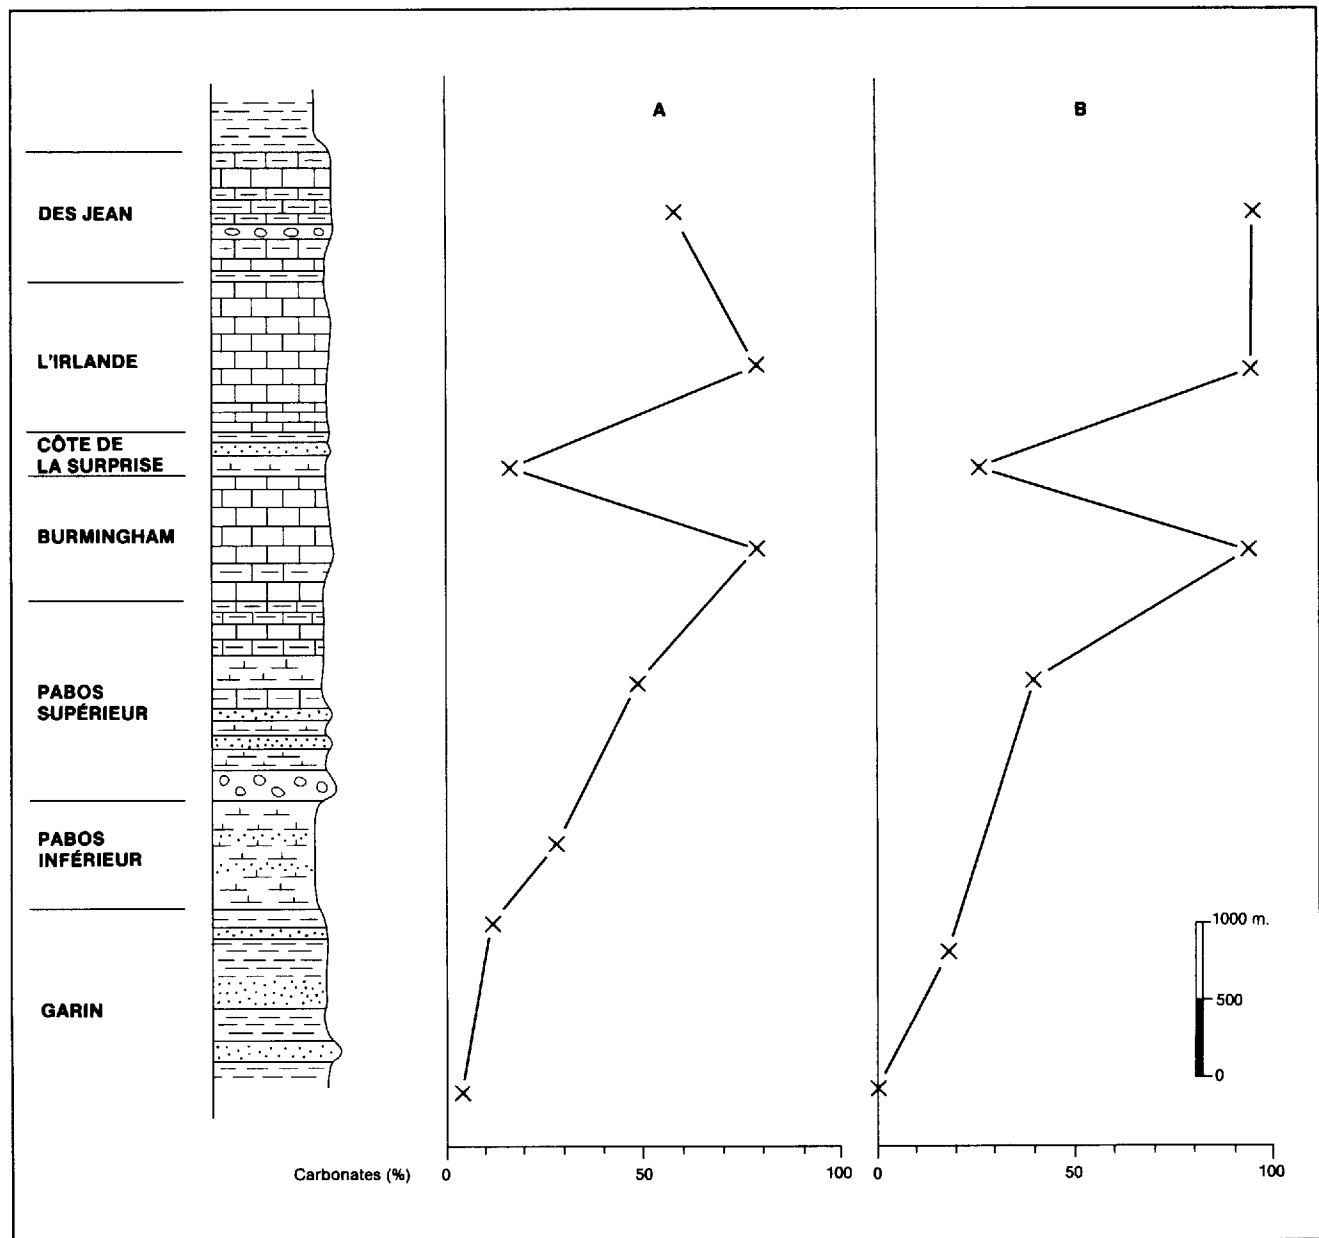 A
B
DES JEAN
L'IRLANDE
CÔTE DE
LA SURPRISE
BURMINGHAM
PABOS
SUPÉRIEUR
PABOS
INFÉRIEUR
GARIN
1000 m.
500
0
Carbonates (%)
0
50
100
0
50
100